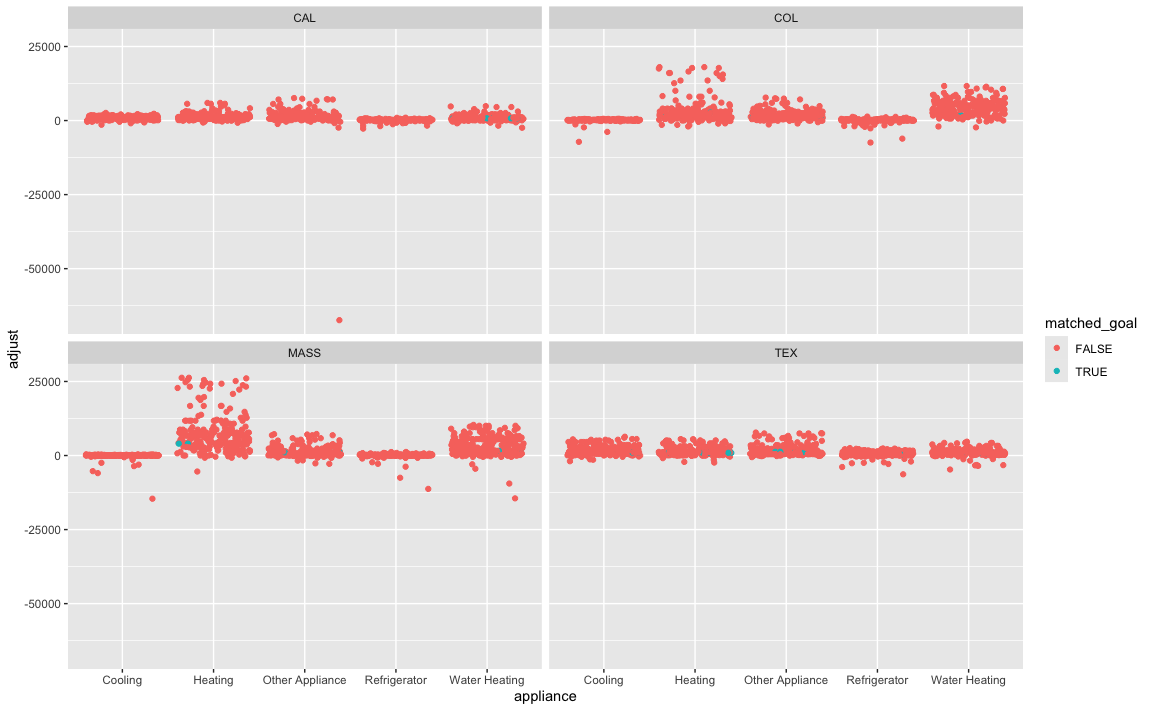 CAL
COL
25000
0
-25000
-50000
MASS
TEX
25000
0
-25000
-50000
Cooling
Heating
Other Appliance
Refrigerator
Water Heating
Cooling
Heating
Other Appliance
Refrigerator
Water Heating
appliance
adjust
matched_goal
FALSE
TRUE